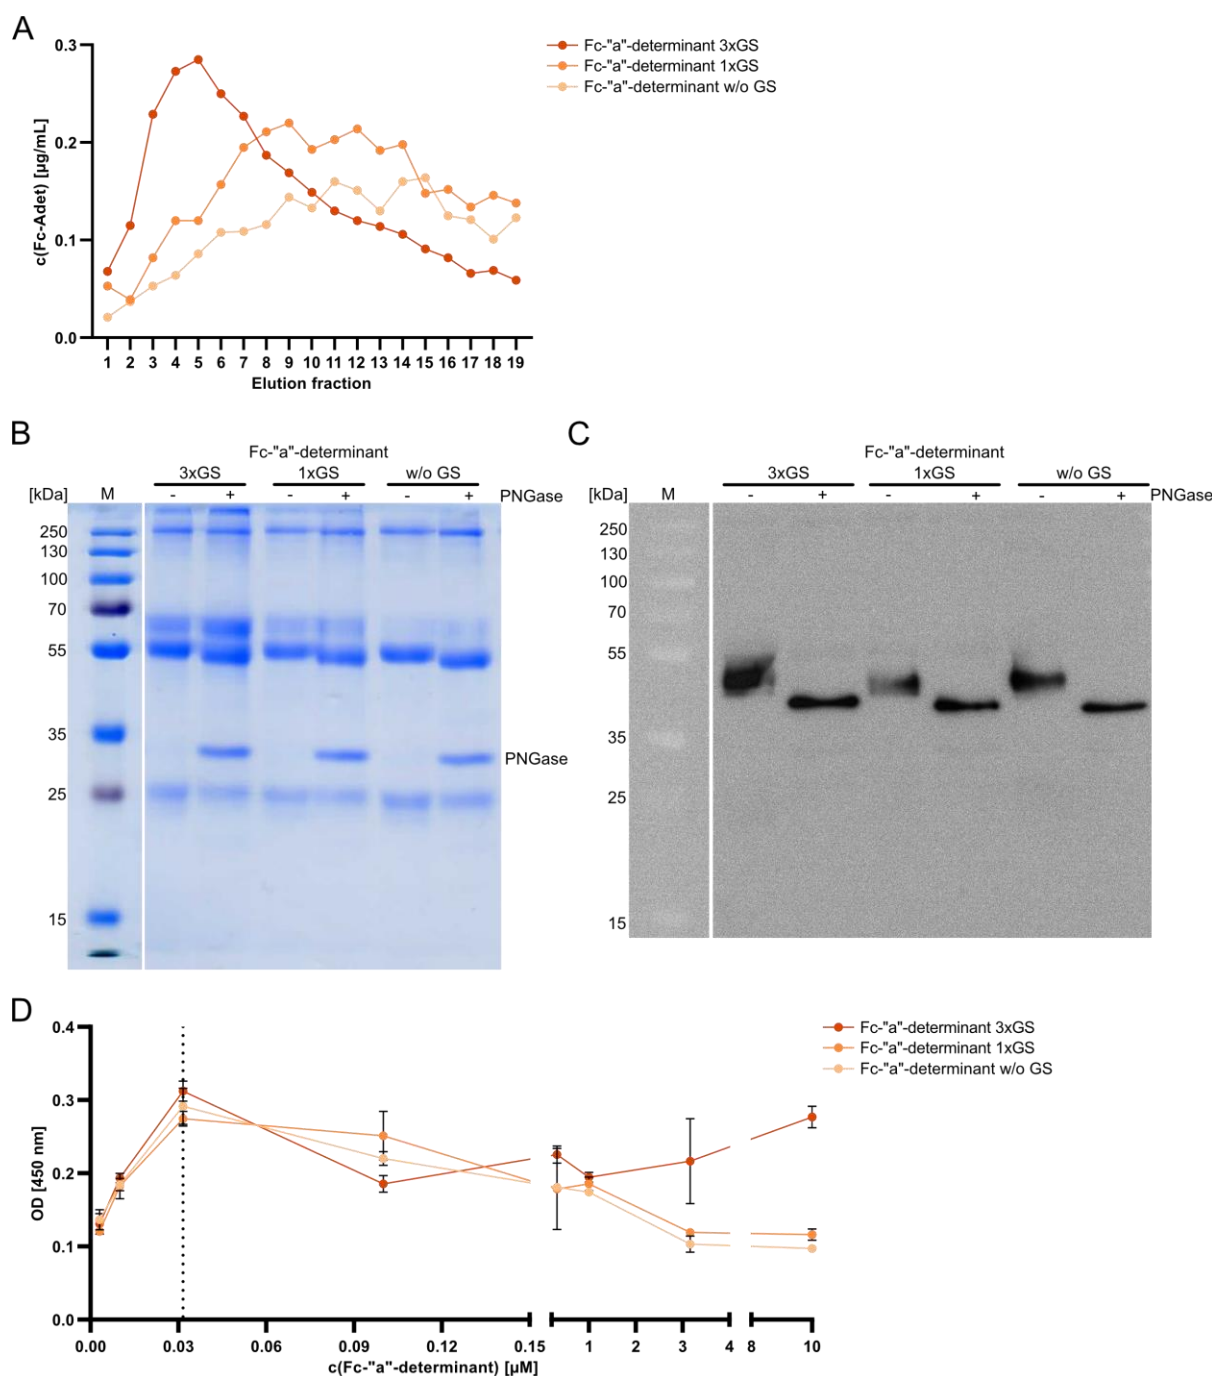 A
0.3
0.2
0.1
0.0
c(Fc-Adet) [µg/mL]
1 2 3 4 5 6 7 8 9 10 11 12 13 14 15 16 17 18 19
Elution fraction
Fc-"a"-determinant 3xGS
Fc-"a"-determinant 1xGS
Fc-"a"-determinant w/o GS
B
Fc-"a"-determinant
3xGS 1xGS w/o GS
[kDa] M - + - + - + PNGase
250
130
100
70
55
35
25
15
PNGase
C
Fc-"a"-determinant
3xGS 1xGS w/o GS
[kDa] M - + - + - + PNGase
250
130
100
70
55
35
25
15
D
0.4
0.3
0.2
0.1
0.0
OD [450 nm]
0.00 0.03 0.06 0.09 0.12 0.15 1 2 3 4 8 10
c(Fc-"a"-determinant) [µM]
Fc-"a"-determinant 3xGS
Fc-"a"-determinant 1xGS
Fc-"a"-determinant w/o GS